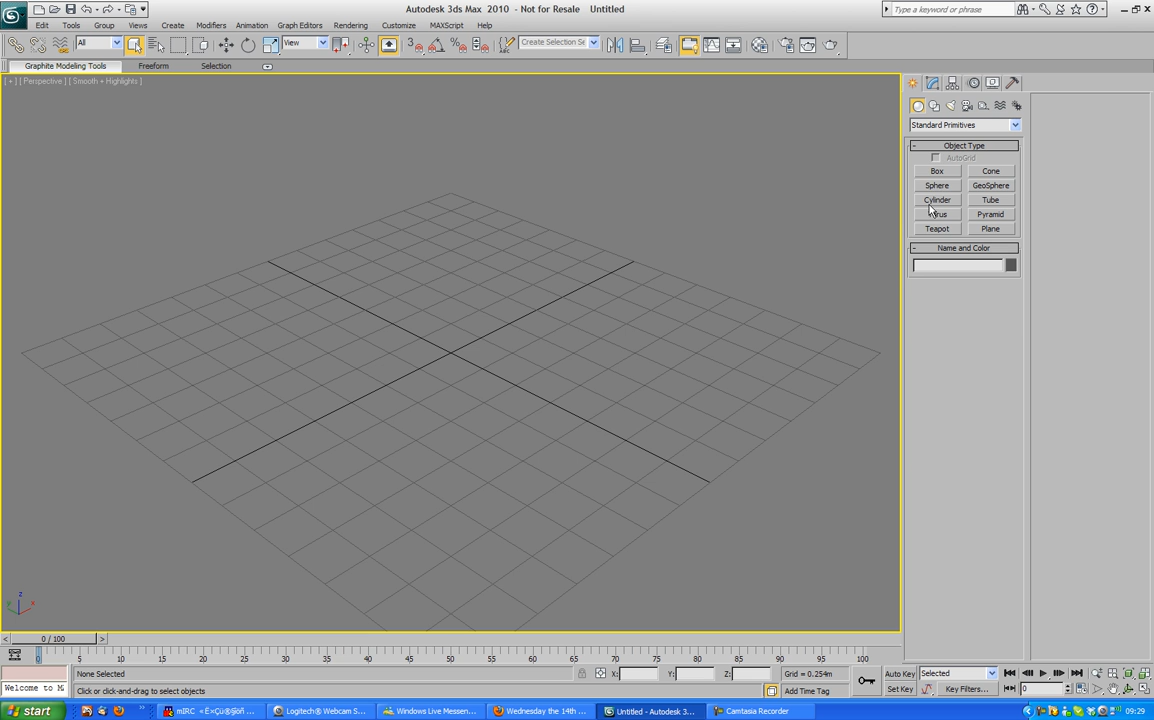 Autodesk 3ds Max  2010  - Not for Resale    Untitled
Type a keyword or phrase
Edit Tools Group Views Create Modifiers Animation Graph Editors Rendering Customize MAXScript Help
All View Create Selection Se
Graphite Modeling Tools Freeform Selection
[ + ] [ Perspective ] [ Smooth + Highlights ]
Standard Primitives
- Object Type
AutoGrid
Box Cone
Sphere GeoSphere
Cylinder Tube
Pyramid
Teapot Plane
- Name and Color
z
y x
< 0 / 100 >
0 5 10 15 20 25 30 35 40 45 50 55 60 65 70 75 80 85 90 95 100
None Selected X: Y: Z: Grid = 0.254m Auto Key Selected
Welcome to M Click or click-and-drag to select objects Add Time Tag Set Key Key Filters... 0
start Logitech® Webcam S... Windows Live Messen... Wednesday the 14th ... Untitled - Autodesk 3... Camtasia Recorder 09:29